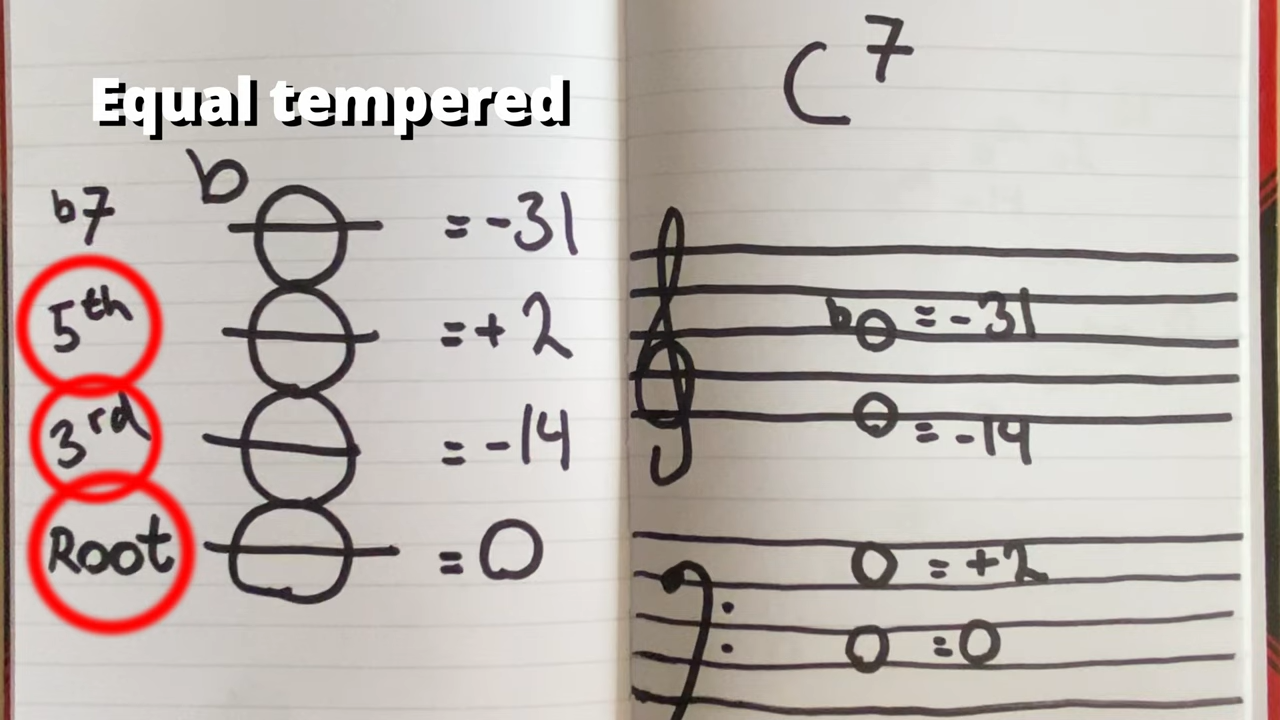 Equal tempered
b
b7 = -31
5th = + 2
3rd = -14
Root = 0
C7
b = -31
= -14
= +2
= 0